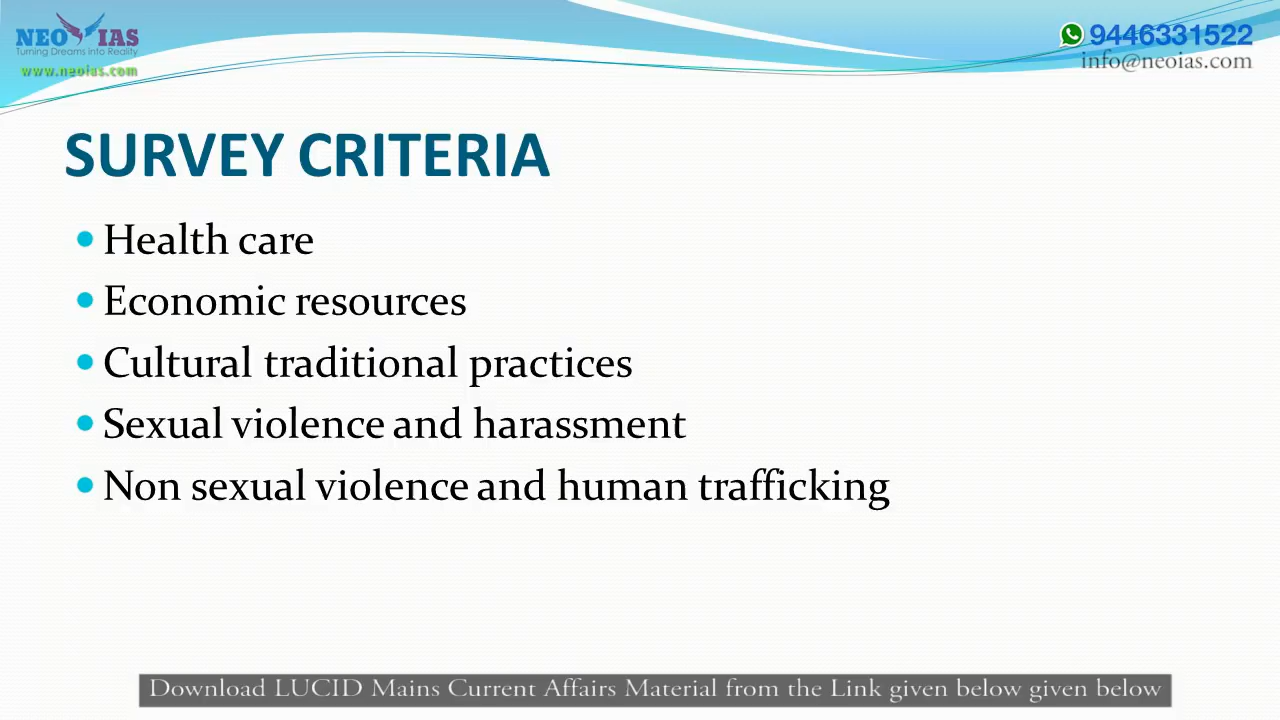 NEO IAS
Turning Dreams into Reality
www.neoias.com
9446331522
info@neoias.com
SURVEY CRITERIA
Health care
Economic resources
Cultural traditional practices
Sexual violence and harassment
Non sexual violence and human trafficking
Download LUCID Mains Current Affairs Material from the Link given below given below